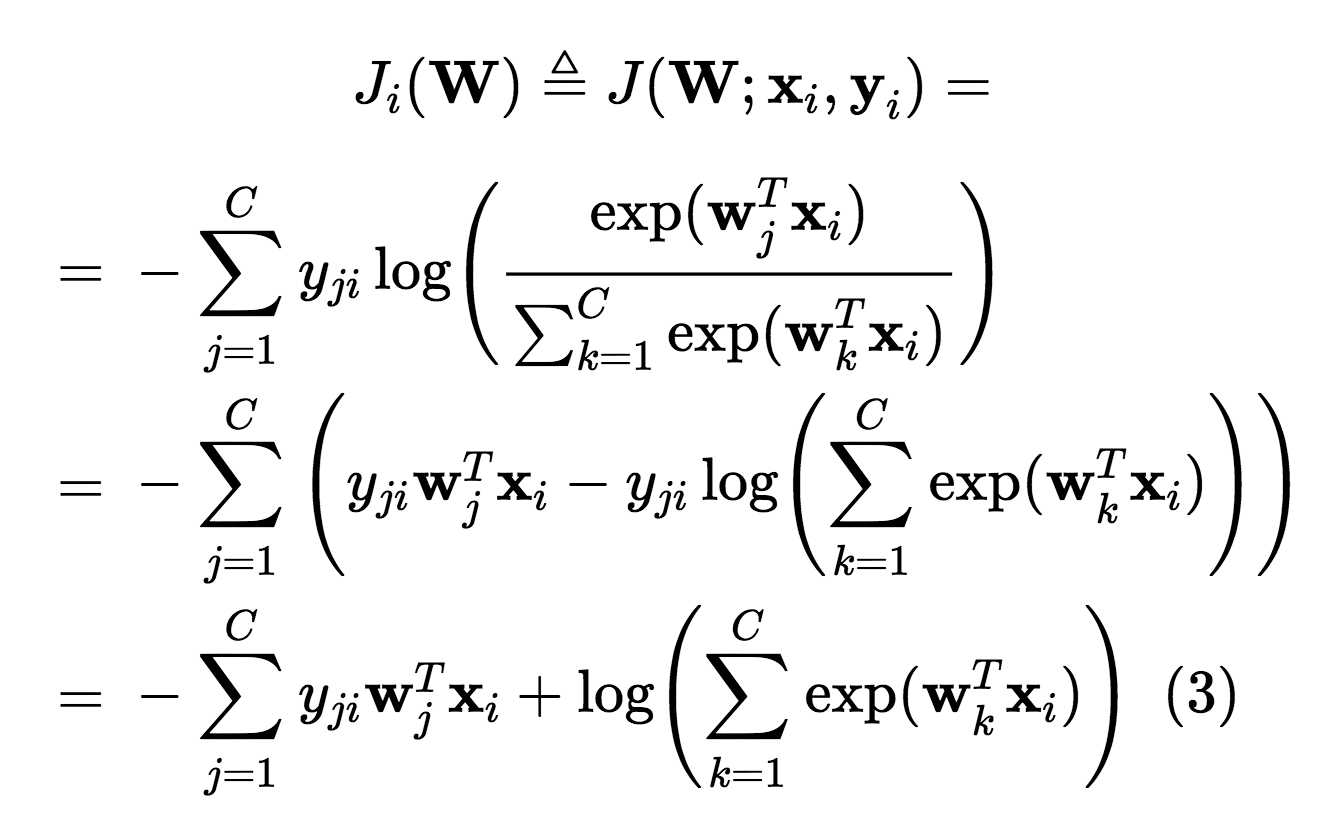 $J_i(\mathbf{W}) \triangleq J(\mathbf{W}; \mathbf{x}_i, \mathbf{y}_i) =$
$= -\sum_{j=1}^{C} y_{ji} \log\left(\frac{\exp(\mathbf{w}_j^T \mathbf{x}_i)}{\sum_{k=1}^{C} \exp(\mathbf{w}_k^T \mathbf{x}_i)}\right)$
$= -\sum_{j=1}^{C} \left(y_{ji} \mathbf{w}_j^T \mathbf{x}_i - y_{ji} \log\left(\sum_{k=1}^{C} \exp(\mathbf{w}_k^T \mathbf{x}_i)\right)\right)$
$= -\sum_{j=1}^{C} y_{ji} \mathbf{w}_j^T \mathbf{x}_i + \log\left(\sum_{k=1}^{C} \exp(\mathbf{w}_k^T \mathbf{x}_i)\right) \quad (3)$